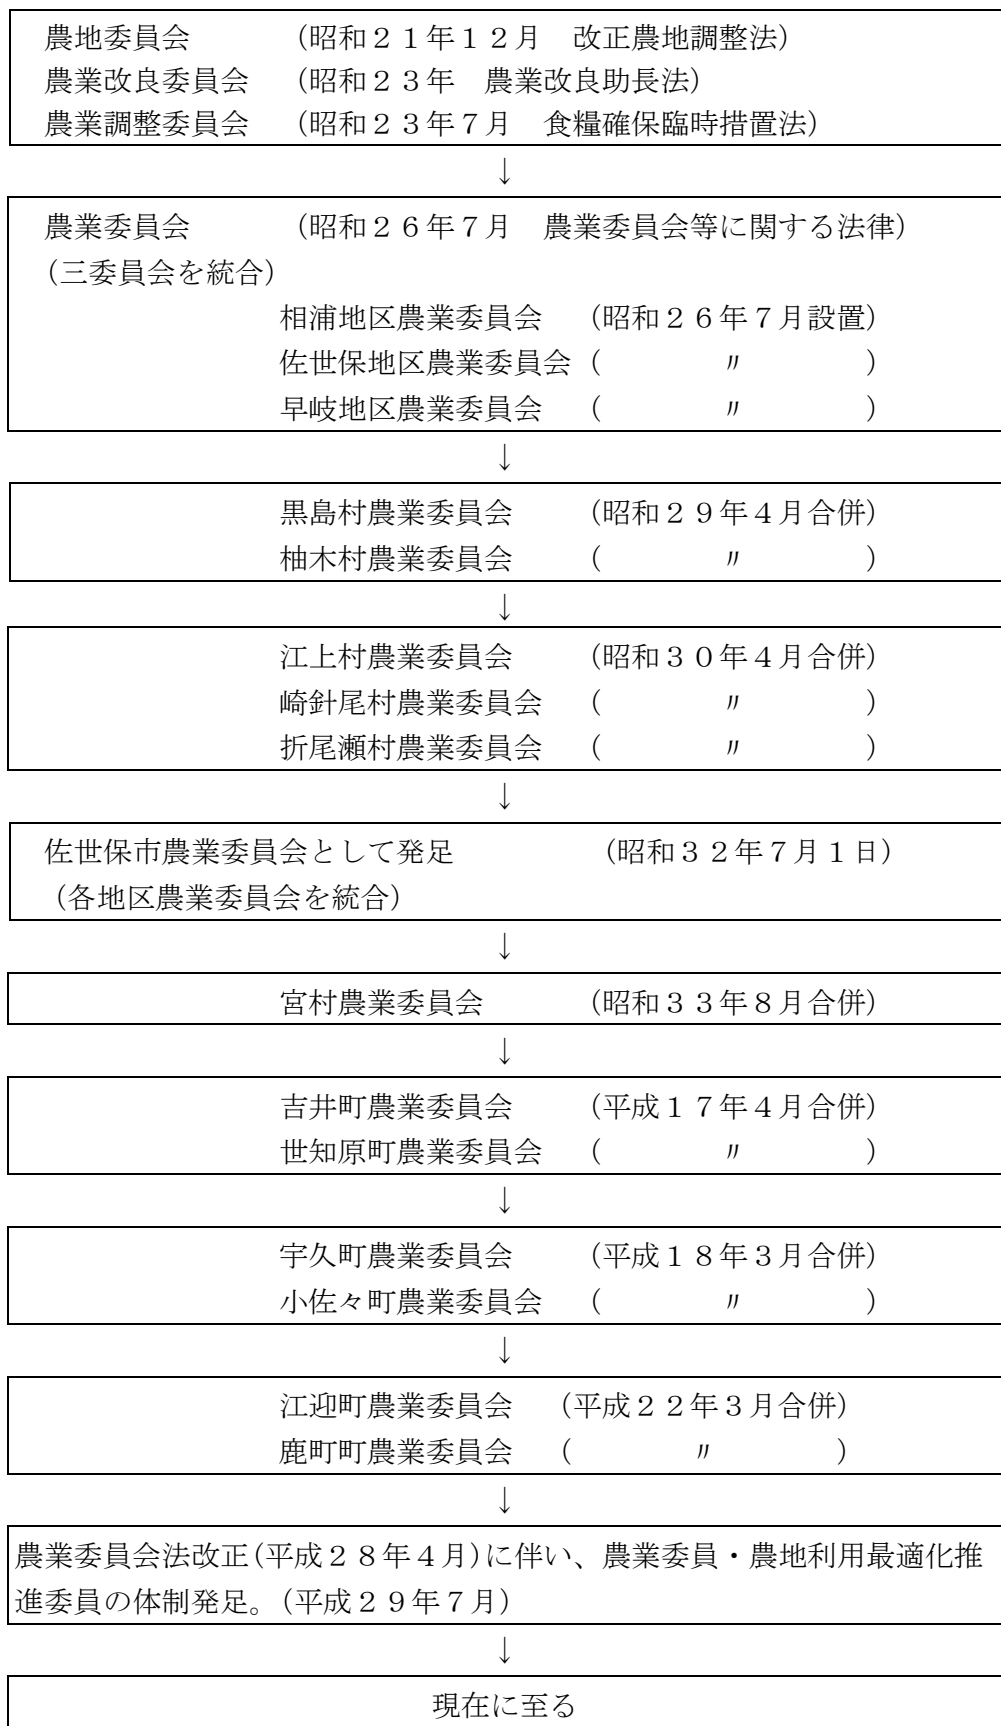 農地委員会　　　（昭和２１年１２月　改正農地調整法）
農業改良委員会　（昭和２３年　農業改良助長法）
農業調整委員会　（昭和２３年７月　食糧確保臨時措置法）
↓
農業委員会　　　（昭和２６年７月　農業委員会等に関する法律）
（三委員会を統合）
相浦地区農業委員会　（昭和２６年７月設置）
佐世保地区農業委員会（　　　　〃　　　　）
早岐地区農業委員会　（　　　　〃　　　　）
↓
黒島村農業委員会　　（昭和２９年４月合併）
柚木村農業委員会　　（　　　　〃　　　　）
↓
江上村農業委員会　　（昭和３０年４月合併）
崎針尾村農業委員会　（　　　　〃　　　　）
折尾瀬村農業委員会　（　　　　〃　　　　）
↓
佐世保市農業委員会として発足　　　　　（昭和３２年７月１日）
（各地区農業委員会を統合）
↓
宮村農業委員会　　　（昭和３３年８月合併）
↓
吉井町農業委員会　　（平成１７年４月合併）
世知原町農業委員会　（　　　　〃　　　　）
↓
宇久町農業委員会　　（平成１８年３月合併）
小佐々町農業委員会　（　　　　〃　　　　）
↓
江迎町農業委員会　（平成２２年３月合併）
鹿町町農業委員会　（　　　　〃　　　　）
↓
農業委員会法改正（平成２８年４月）に伴い、農業委員・農地利用最適化推
進委員の体制発足。（平成２９年７月）
↓
現在に至る